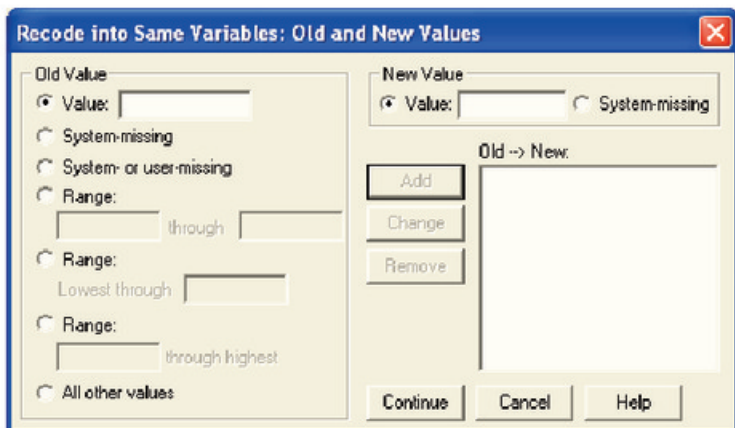 Recode into Same Variables: Old and New Values
Old Value
Value:
System-missing
System- or user-missing
Range:
through
Range:
Lowest through
Range:
through highest
All other values
New Value
Value: System-missing
Old --> New:
Add
Change
Remove
Continue Cancel Help